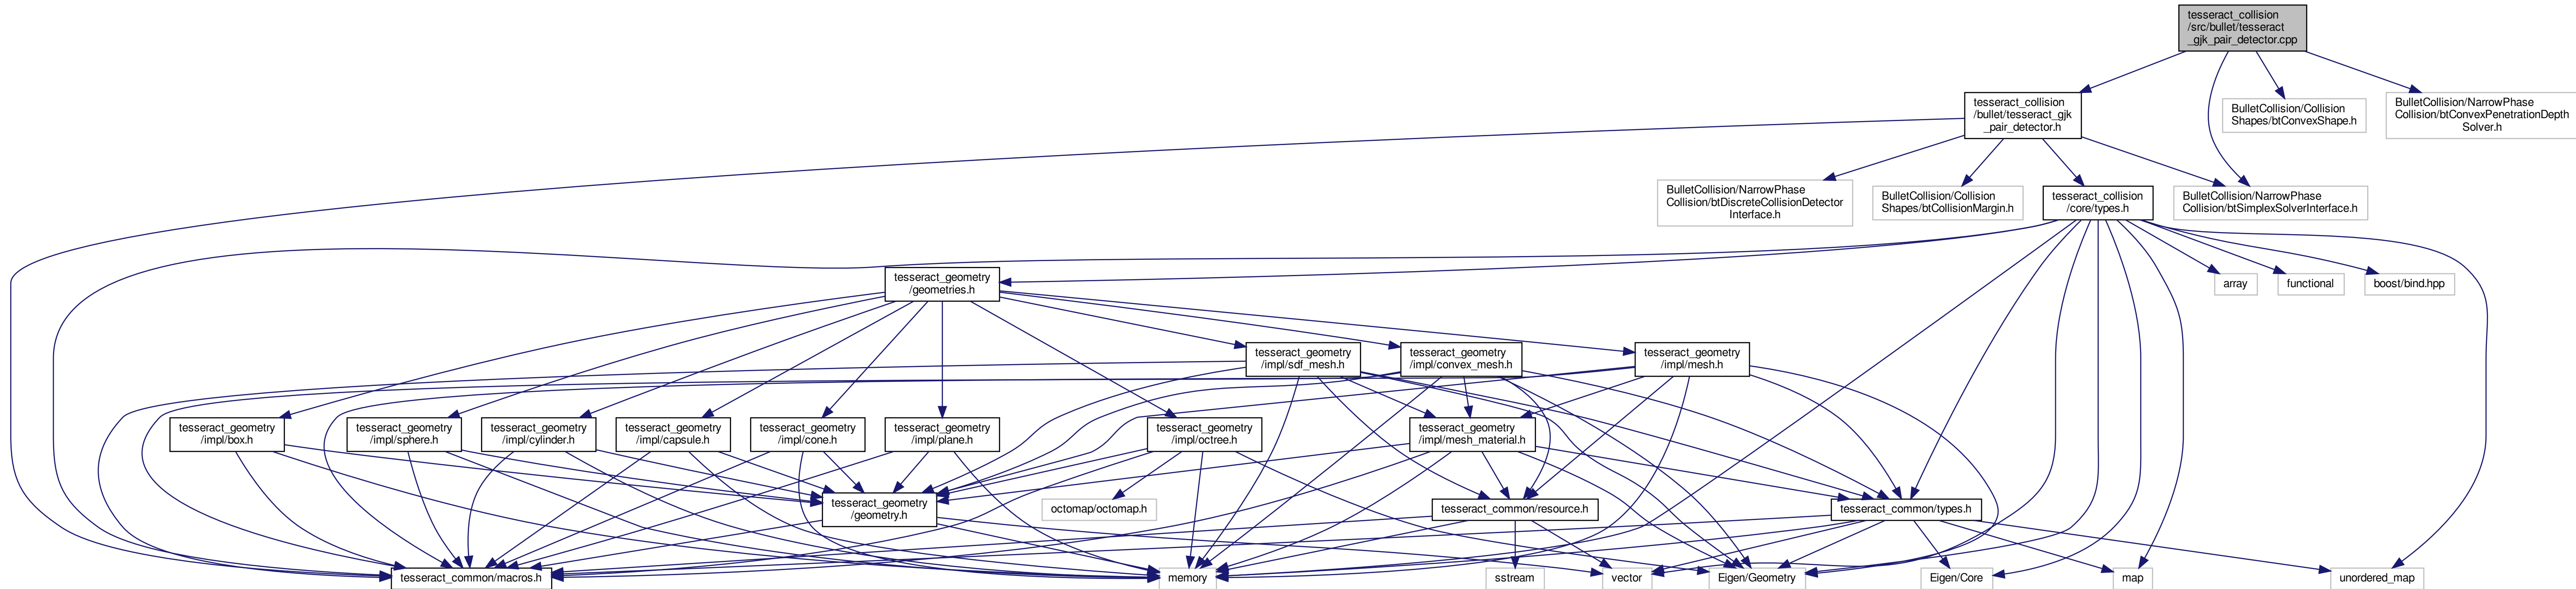 tesseract_collision
/src/bullet/tesseract
_gjk_pair_detector.cpp
tesseract_collision
/bullet/tesseract_gjk
_pair_detector.h
BulletCollision/Collision
Shapes/btConvexShape.h
BulletCollision/NarrowPhase
Collision/btConvexPenetrationDepth
Solver.h
BulletCollision/NarrowPhase
Collision/btDiscreteCollisionDetector
Interface.h
BulletCollision/Collision
Shapes/btCollisionMargin.h
tesseract_collision
/core/types.h
BulletCollision/NarrowPhase
Collision/btSimplexSolverInterface.h
tesseract_geometry
/geometries.h
array
functional
boost/bind.hpp
tesseract_geometry
/impl/sdf_mesh.h
tesseract_geometry
/impl/convex_mesh.h
tesseract_geometry
/impl/mesh.h
tesseract_geometry
/impl/box.h
tesseract_geometry
/impl/sphere.h
tesseract_geometry
/impl/cylinder.h
tesseract_geometry
/impl/capsule.h
tesseract_geometry
/impl/cone.h
tesseract_geometry
/impl/plane.h
tesseract_geometry
/impl/octree.h
tesseract_geometry
/impl/mesh_material.h
tesseract_geometry
/geometry.h
octomap/octomap.h
tesseract_common/resource.h
tesseract_common/types.h
tesseract_common/macros.h
memory
sstream
vector
Eigen/Geometry
Eigen/Core
map
unordered_map